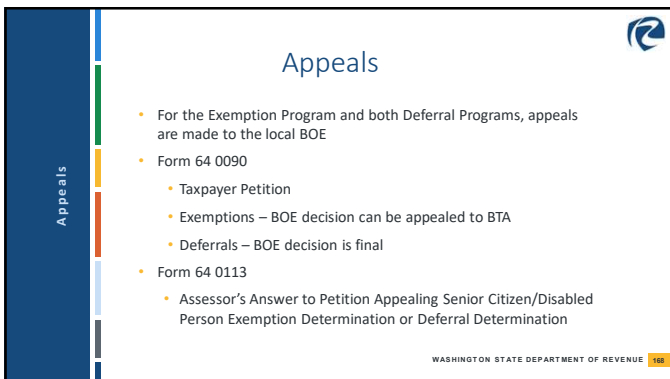 Appeals
Appeals
• For the Exemption Program and both Deferral Programs, appeals
are made to the local BOE
• Form 64 0090
• Taxpayer Petition
• Exemptions – BOE decision can be appealed to BTA
• Deferrals – BOE decision is final
• Form 64 0113
• Assessor's Answer to Petition Appealing Senior Citizen/Disabled
Person Exemption Determination or Deferral Determination
WASHINGTON STATE DEPARTMENT OF REVENUE 168